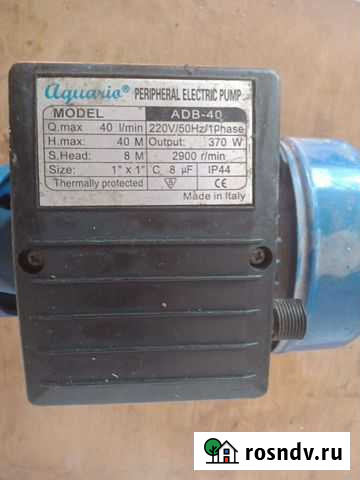 aquario® PERIPHERAL ELECTRIC PUMP
MODEL ADB-40
Q.max 40 l/min 220V/50Hz/1Phase
H.max: 40 M Output: 370 W
S.Head: 8 M 2900 r/min
Size: 1" x 1" C. 8 µF IP44
Thermally protected CE
Made in Italy
rosndv.ru